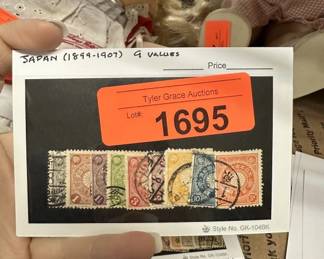 JAPAN (1899-1907) 9 VALUES
Price
Tyler Grace Auctions
Lot#:
1695
Style No. GK-1046K